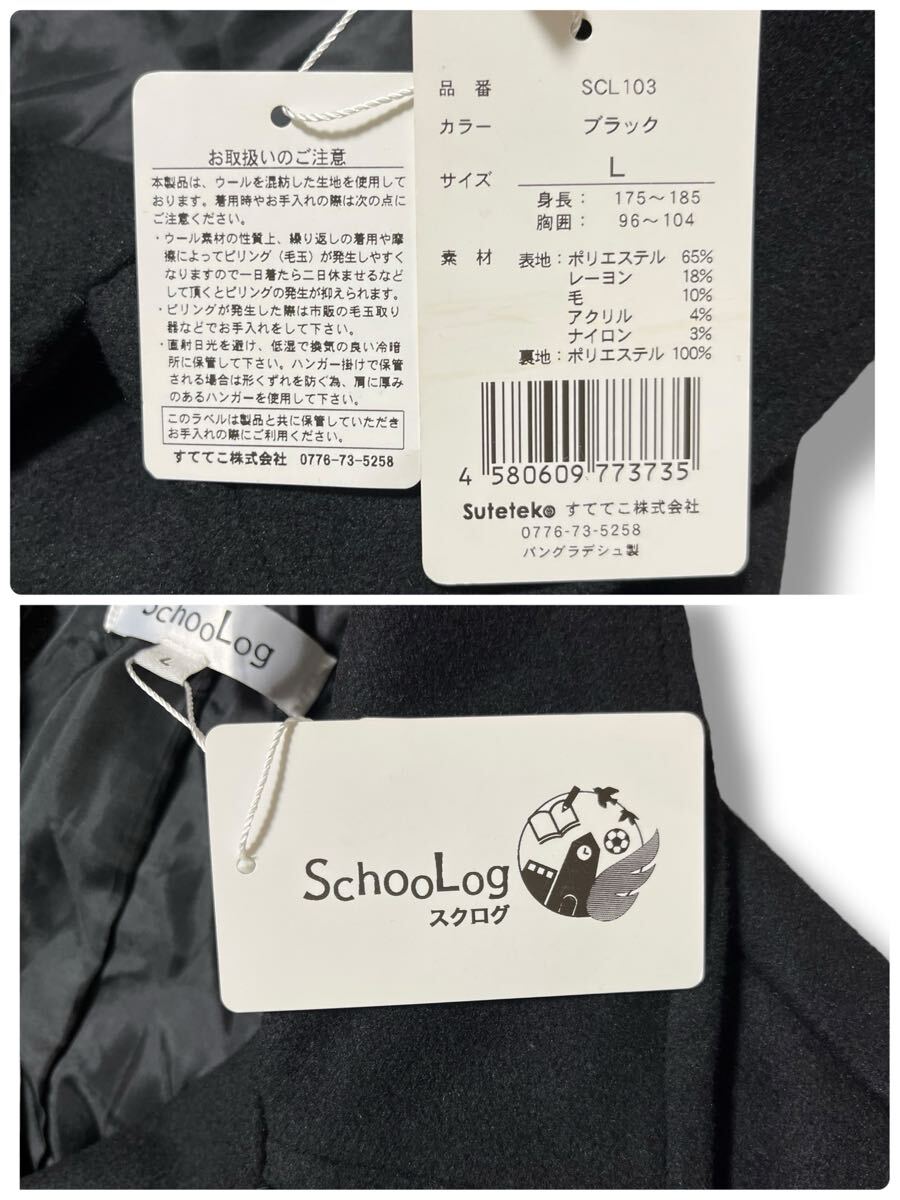 お取扱いのご注意
本製品は、ウールを混紡した生地を使用して
おります。着用時やお手入れの際は次の点に
ご注意ください。
・ウール素材の性質上、繰り返しの着用や摩
擦によってピリング（毛玉）が発生しやすく
なりますので一日着たら二日休ませるなど
して頂くとピリングの発生が抑えられます。
・ピリングが発生した際は市販の毛玉取り
器などでお手入れをして下さい。
・直射日光を避け、低湿で換気の良い冷暗
所に保管して下さい。ハンガー掛けで保管
される場合は形くずれを防ぐ為、肩に厚み
のあるハンガーを使用して下さい。
このラベルは製品と共に保管していただき
お手入れの際にご利用ください。
すててこ株式会社 0776-73-5258
品番 SCL103
カラー ブラック
サイズ L
身長： 175～185
胸囲： 96～104
素材 表地：ポリエステル 65%
レーヨン 18%
毛 10%
アクリル 4%
ナイロン 3%
裏地：ポリエステル 100%
4 580609 773735
Suteteko すててこ株式会社
0776-73-5258
バングラデシュ製
SchooLog
L
SchooLog
スクログ